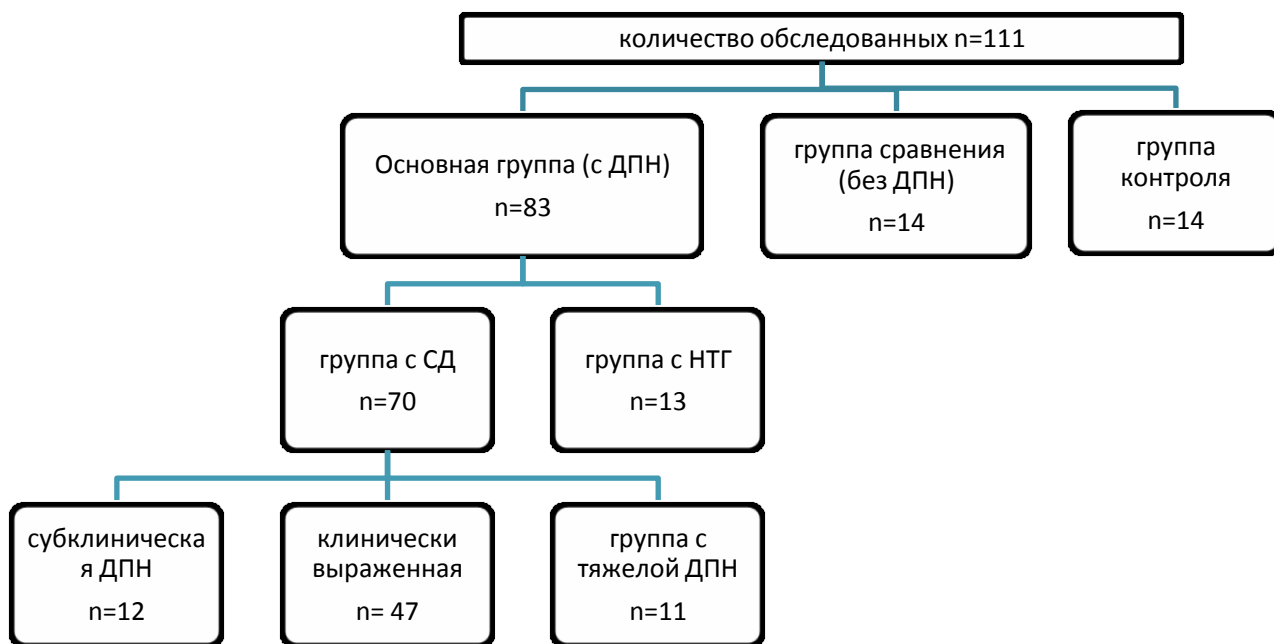 количество обследованных n=111
Основная группа (с ДПН)
n=83
группа сравнения
(без ДПН)
n=14
группа
контроля
n=14
группа с СД
n=70
группа с НТГ
n=13
субклиническа
я ДПН
n=12
клинически
выраженная
n= 47
группа с
тяжелой ДПН
n=11